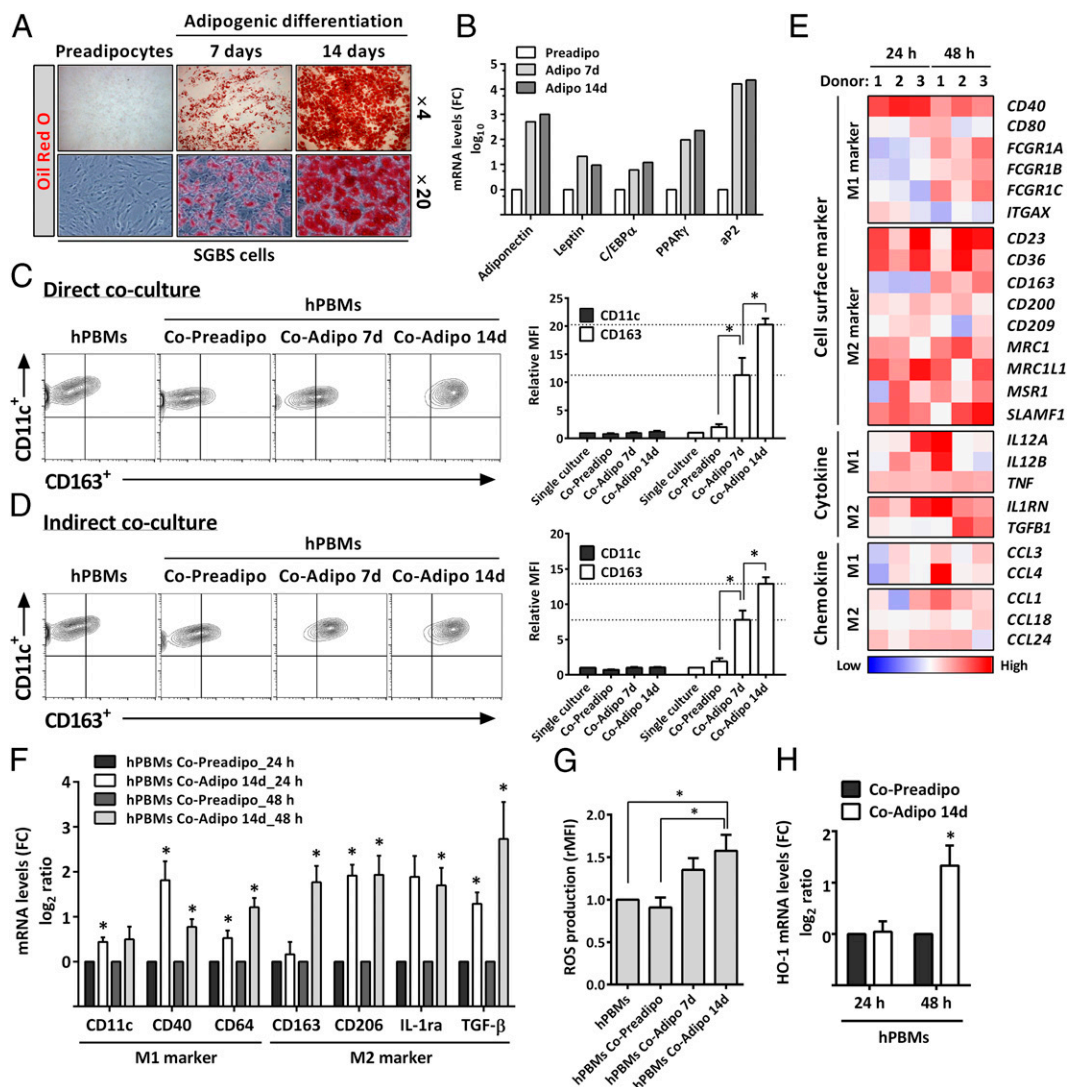 A
Adipogenic differentiation
Preadipocytes 7 days 14 days
Oil Red O
×4
×20
SGBS cells
B
Preadipo
Adipo 7d
Adipo 14d
mRNA levels (FC)
log10
5
4
3
2
1
0
Adiponectin Leptin C/EBPα PPARγ aP2
C Direct co-culture
hPBMs
hPBMs Co-Preadipo Co-Adipo 7d Co-Adipo 14d
CD11c+
CD163+
CD11c
CD163
Relative MFI
25
20
15
10
5
0
* *
Single culture Co-Preadipo Co-Adipo 7d Co-Adipo 14d Single culture Co-Preadipo Co-Adipo 7d Co-Adipo 14d
D Indirect co-culture
hPBMs
hPBMs Co-Preadipo Co-Adipo 7d Co-Adipo 14d
CD11c+
CD163+
CD11c
CD163
Relative MFI
15
10
5
0
* *
Single culture Co-Preadipo Co-Adipo 7d Co-Adipo 14d Single culture Co-Preadipo Co-Adipo 7d Co-Adipo 14d
E
24 h 48 h
Donor: 1 2 3 1 2 3
Cell surface marker
M1 marker
CD40
CD80
FCGR1A
FCGR1B
FCGR1C
ITGAX
M2 marker
CD23
CD36
CD163
CD200
CD209
MRC1
MRC1L1
MSR1
SLAMF1
Cytokine
M1
IL12A
IL12B
TNF
M2
IL1RN
TGFB1
Chemokine
M1
CCL3
CCL4
M2
CCL1
CCL18
CCL24
Low High
F
hPBMs Co-Preadipo_24 h
hPBMs Co-Adipo 14d_24 h
hPBMs Co-Preadipo_48 h
hPBMs Co-Adipo 14d_48 h
mRNA levels (FC)
log2 ratio
4
2
1
0
* * * * * * * * * * *
CD11c CD40 CD64 CD163 CD206 IL-1ra TGF-β
M1 marker M2 marker
G
ROS production (rMFI)
2.0
1.5
1.0
0.5
0.0
*
*
hPBMs
hPBMs Co-Preadipo
hPBMs Co-Adipo 7d
hPBMs Co-Adipo 14d
H
Co-Preadipo
Co-Adipo 14d
HO-1 mRNA levels (FC)
log2 ratio
2
1
0
*
24 h 48 h
hPBMs